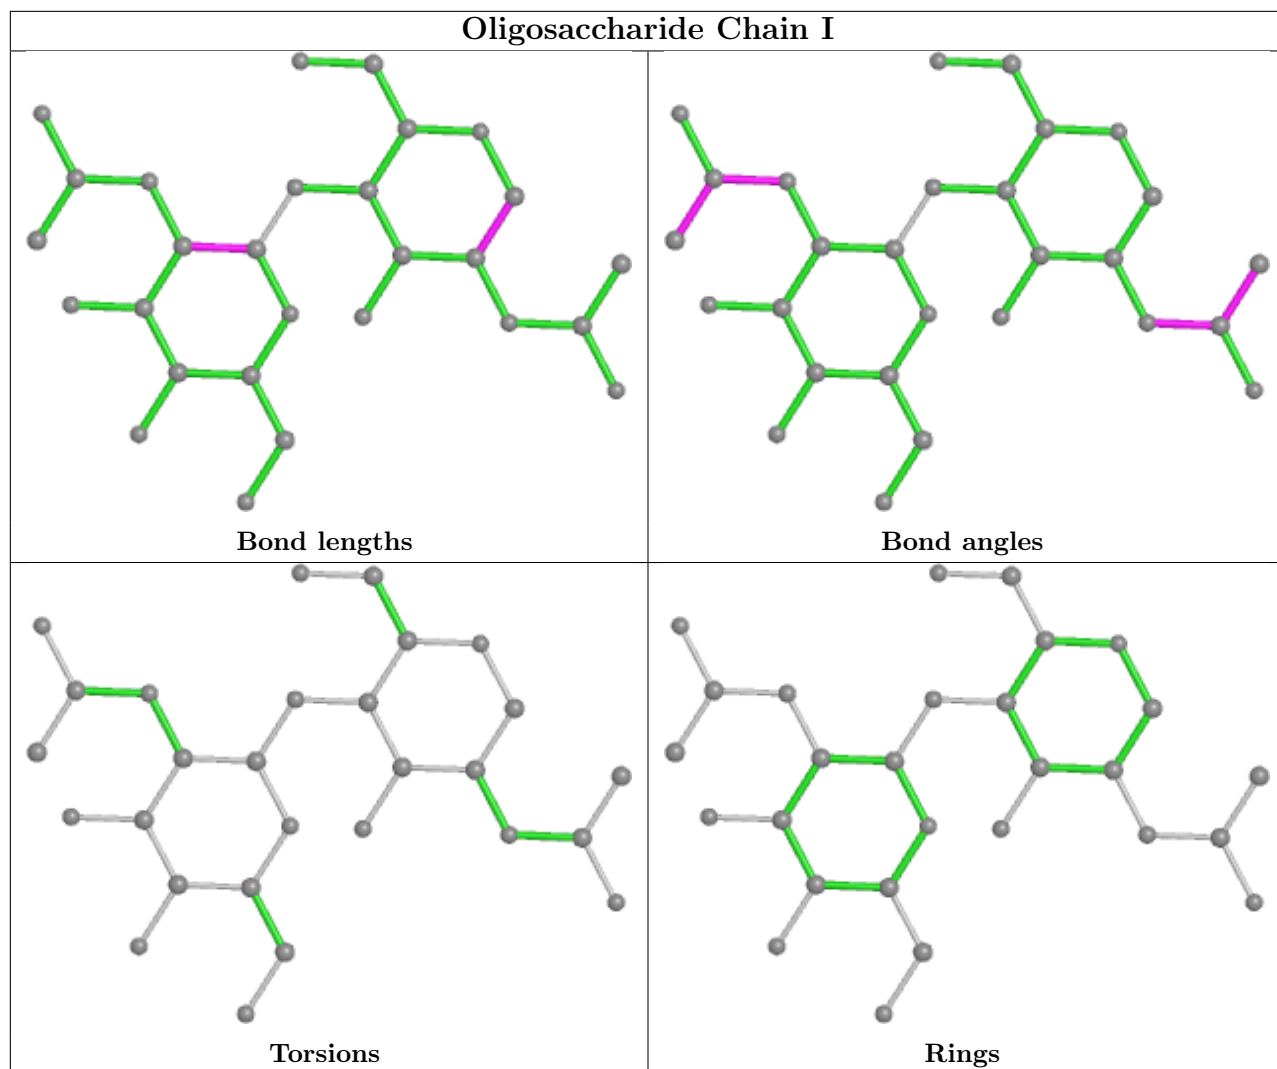 Oligosaccharide Chain I
Bond lengths
Bond angles
Torsions
Rings